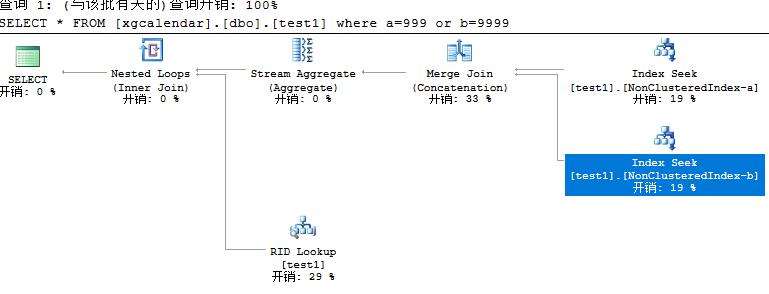 查询 1: (与该批有关的)查询开销: 100%
SELECT * FROM [xgcalendar].[dbo].[test1] where a=999 or b=9999
SELECT
开销: 0 %
Nested Loops
(Inner Join)
开销: 0 %
Stream Aggregate
(Aggregate)
开销: 0 %
Merge Join
(Concatenation)
开销: 33 %
Index Seek
[test1].[NonClusteredIndex-a]
开销: 19 %
Index Seek
[test1].[NonClusteredIndex-b]
开销: 19 %
RID Lookup
[test1]
开销: 29 %